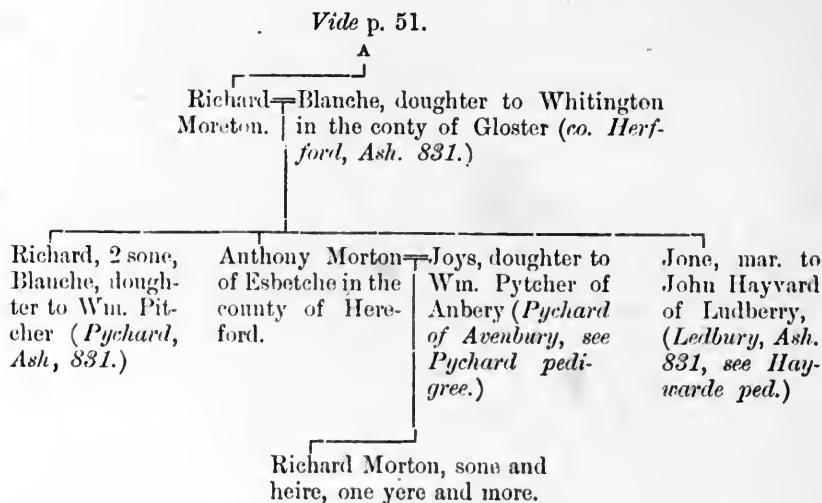 Vide p. 51.
A
Richard
Moreton.
Blanche, doughter to Whitington
in the conty of Gloster (co. Herf-
ford, Ash. 831.)
Richard, 2 sone,
Blanche, dough-
ter to Wm. Pit-
cher (Pychard,
Ash, 831.)
Anthony Morton
of Esbetche in the
county of Here-
ford.
Joys, doughter to
Wm. Pytcher of
Anbery (Pychard
of Avenbury, see
Pychard pedi-
gree.)
Jone, mar. to
John Hayvard
of Ludberry,
(Ledbury, Ash.
831, see Hay-
warde ped.)
Richard Morton, sone and
heire, one yere and more.